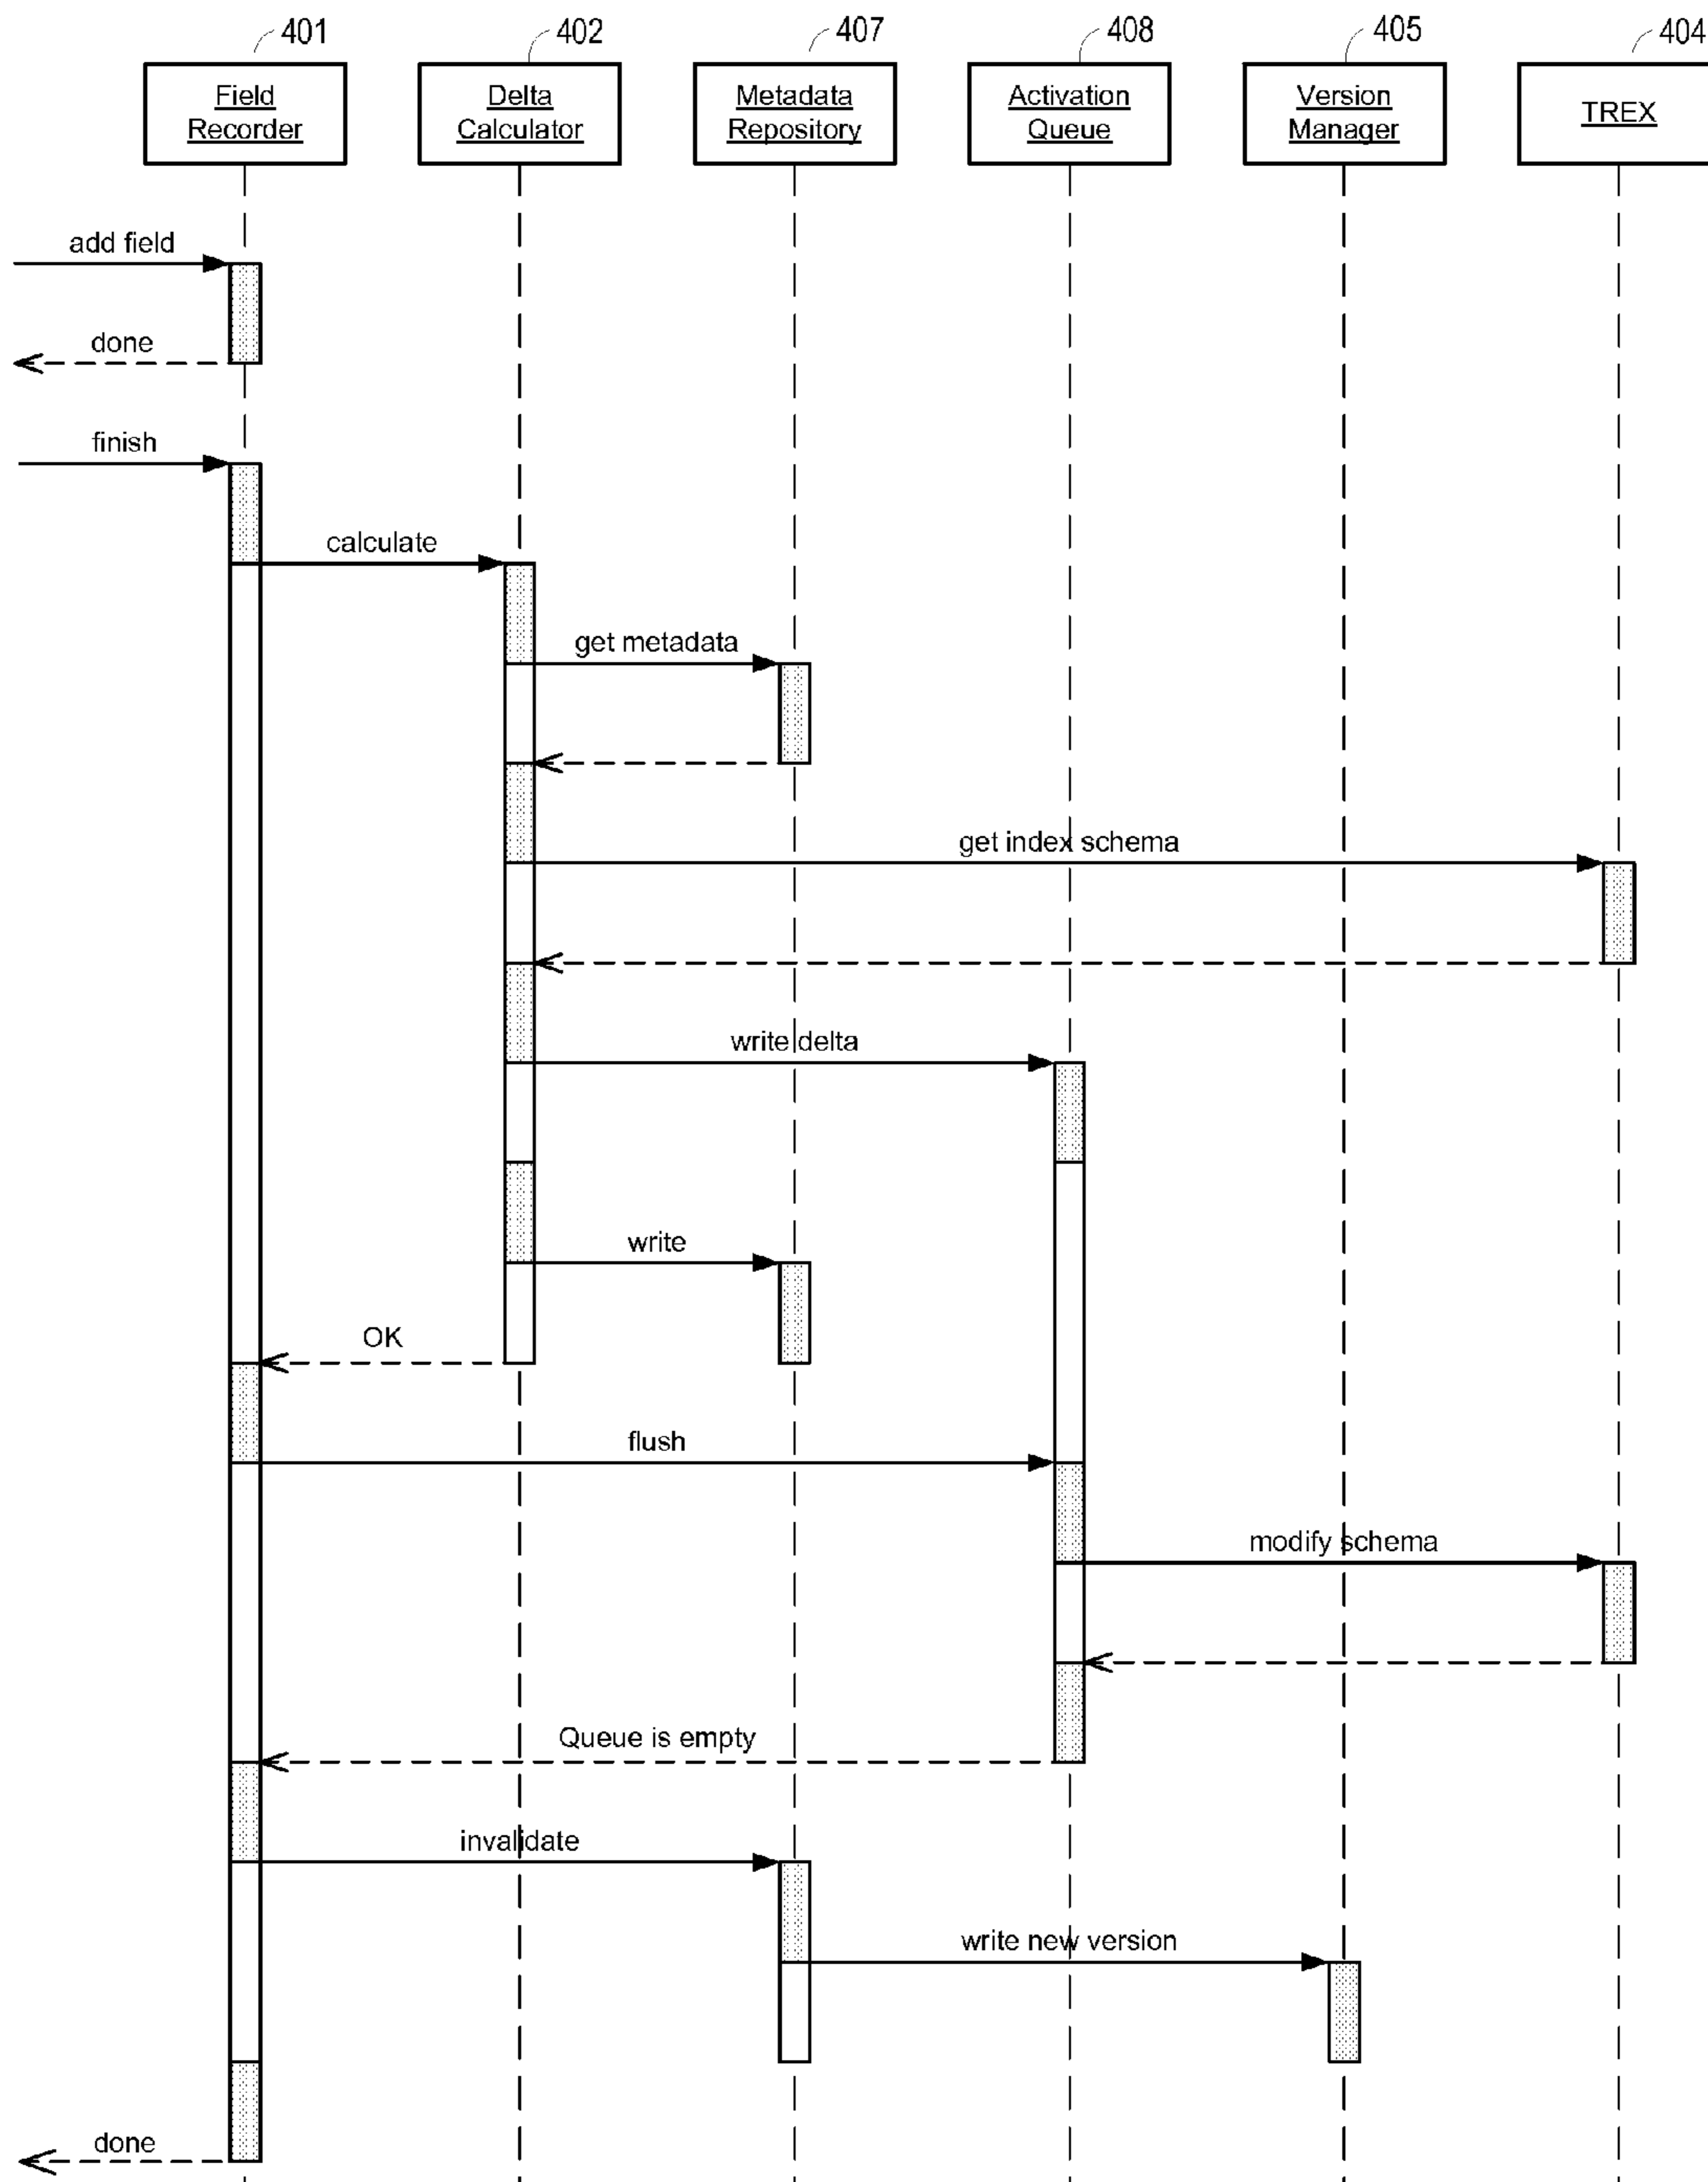 401
402
407
408
405
404
Field
Recorder
Delta
Calculator
Metadata
Repository
Activation
Queue
Version
Manager
TREX
add field
done
finish
calculate
get metadata
get index schema
write delta
write
OK
flush
modify schema
Queue is empty
invalidate
write new version
done